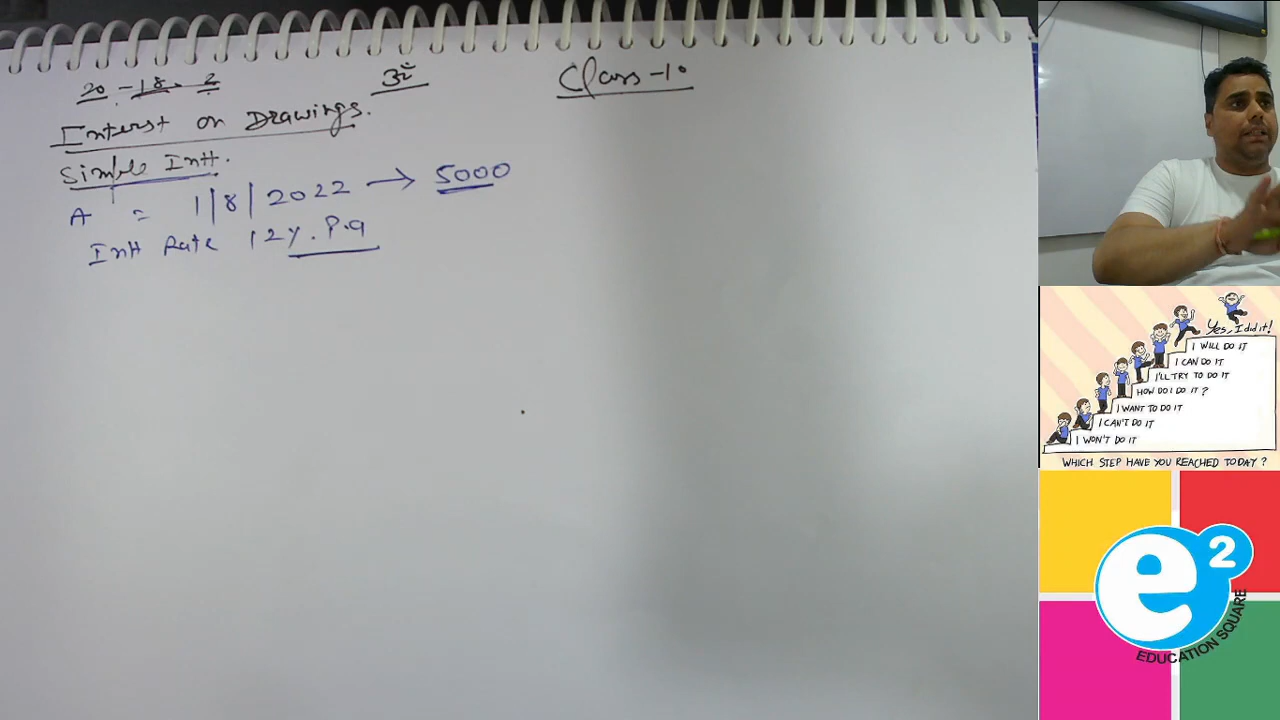 20 - 18 - 2
Class-10
Interst on Drawings.
Simple Intt.
A = 1/8/2022 → 5000
Intt Rate 12%. P.a
Yes, I did it!
I WILL DO IT
I CAN DO IT
I'LL TRY TO DO IT
HOW DO I DO IT?
I WANT TO DO IT
I CAN'T DO IT
I WON'T DO IT
WHICH STEP HAVE YOU REACHED TODAY?
e2
EDUCATION SQUARE